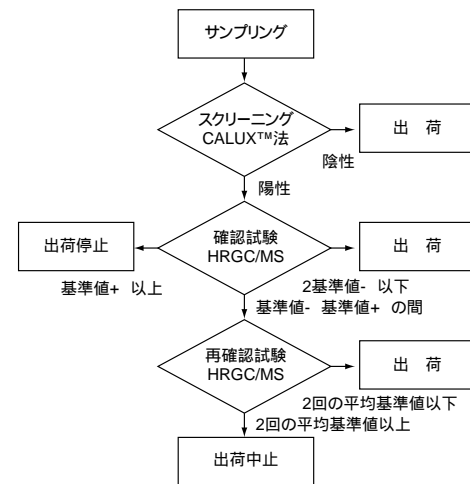 サンプリング
スクリーニング
CALUX™法
出 荷
陰性
陽性
出荷停止
確認試験
HRGC/MS
出 荷
基準値+ 以上
2基準値- 以下
基準値- 基準値+ の間
再確認試験
HRGC/MS
出 荷
2回の平均基準値以下
2回の平均基準値以上
出荷中止